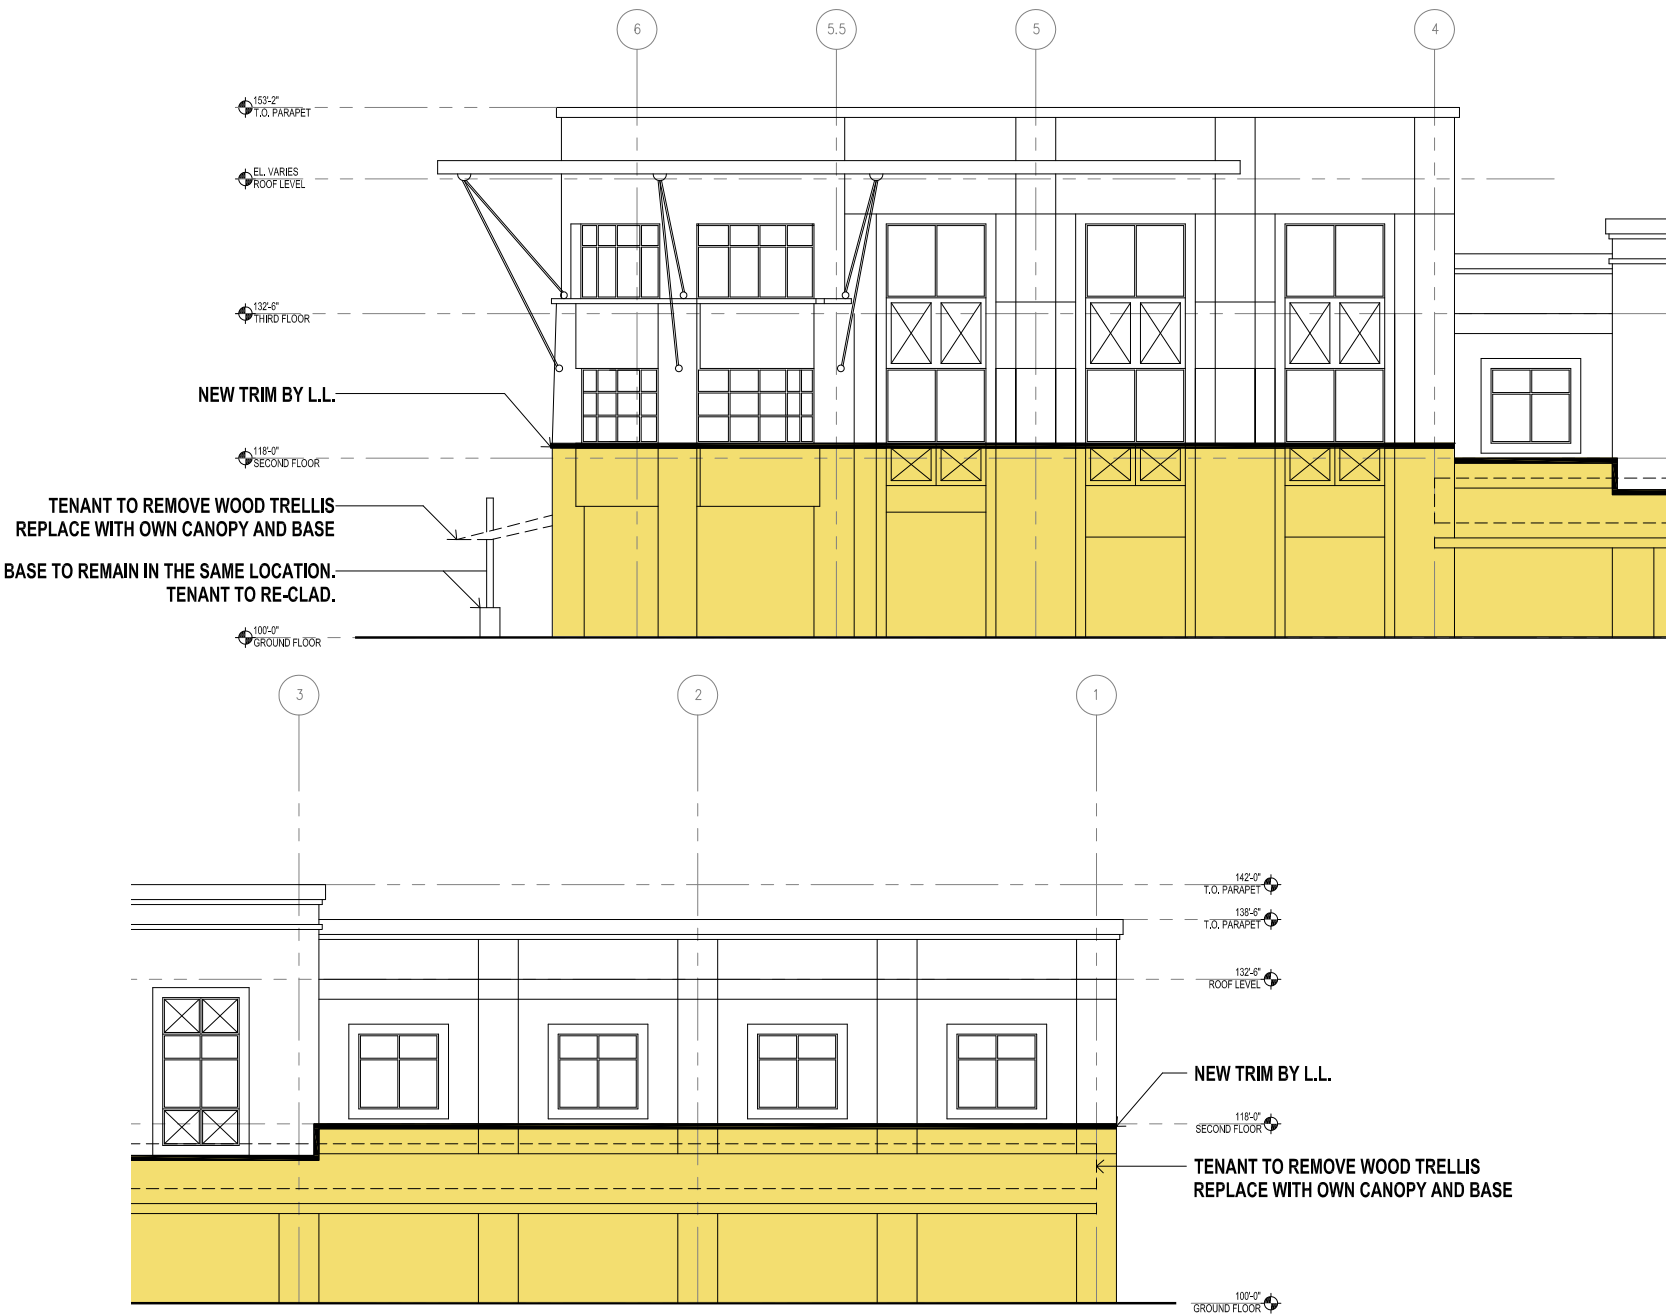 6
5.5
5
4
153'-2"
T.O. PARAPET
EL. VARIES
ROOF LEVEL
132'-6"
THIRD FLOOR
NEW TRIM BY L.L.
118'-0"
SECOND FLOOR
TENANT TO REMOVE WOOD TRELLIS
REPLACE WITH OWN CANOPY AND BASE
BASE TO REMAIN IN THE SAME LOCATION.
TENANT TO RE-CLAD.
100'-0"
GROUND FLOOR
3
2
1
142'-0"
T.O. PARAPET
138'-6"
T.O. PARAPET
132'-6"
ROOF LEVEL
NEW TRIM BY L.L.
118'-0"
SECOND FLOOR
TENANT TO REMOVE WOOD TRELLIS
REPLACE WITH OWN CANOPY AND BASE
100'-0"
GROUND FLOOR